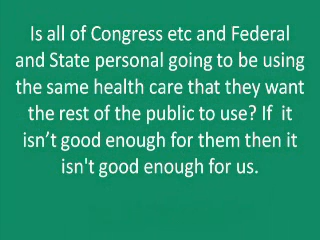 Is all of Congress etc and Federal
and State personal going to be using
the same health care that they want
the rest of the public to use? If  it
isn’t good enough for them then it
isn't good enough for us.